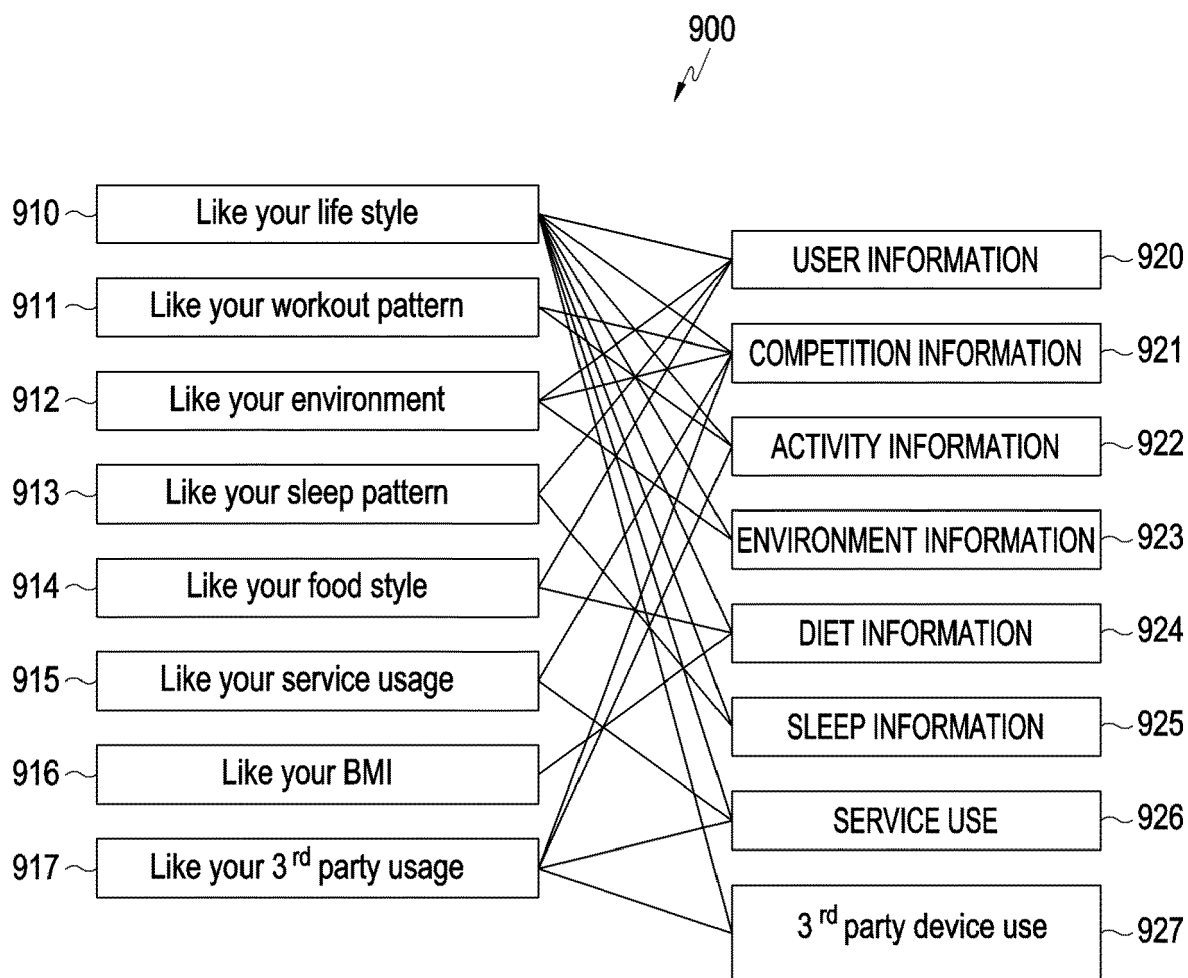 900
910 Like your life style
911 Like your workout pattern
912 Like your environment
913 Like your sleep pattern
914 Like your food style
915 Like your service usage
916 Like your BMI
917 Like your 3rd party usage
USER INFORMATION 920
COMPETITION INFORMATION 921
ACTIVITY INFORMATION 922
ENVIRONMENT INFORMATION 923
DIET INFORMATION 924
SLEEP INFORMATION 925
SERVICE USE 926
3rd party device use 927